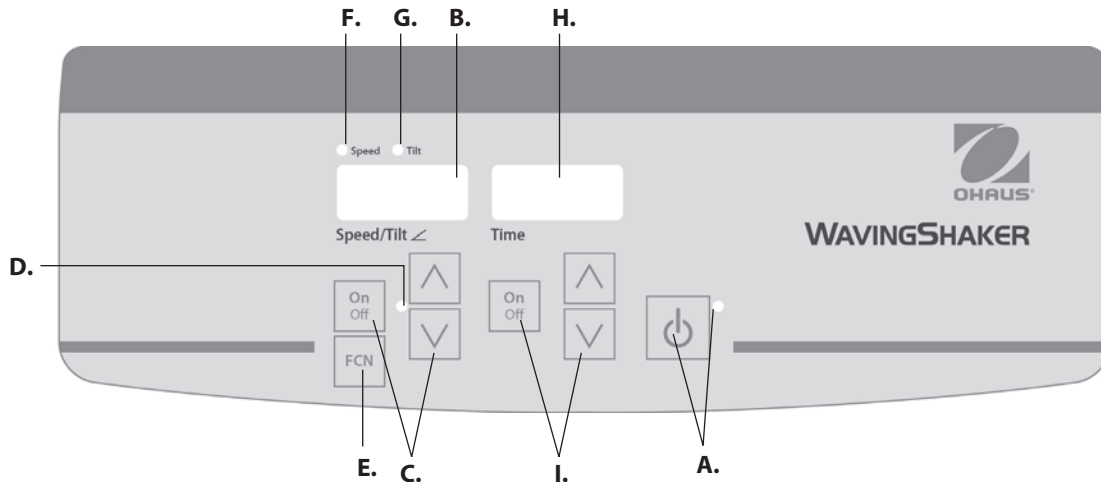 F. G. B. H.
Speed Tilt
OHAUS®
Speed/Tilt Time
WAVINGSHAKER
D.
On
Off
On
Off
FCN
E. C. I. A.